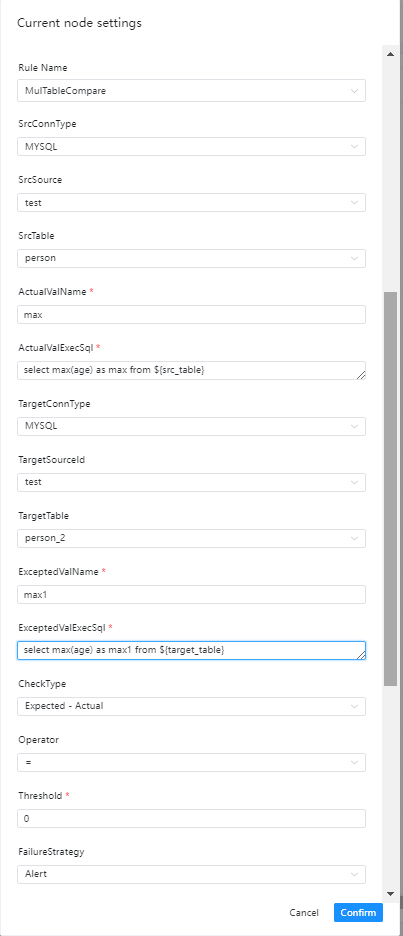 Current node settings
Rule Name
MulTableCompare
SrcConnType
MYSQL
SrcSource
test
SrcTable
person
ActualValName *
max
ActualValExecSql *
select max(age) as max from ${src_table}
TargetConnType
MYSQL
TargetSourceId
test
TargetTable
person_2
ExceptedValName *
max1
ExceptedValExecSql *
select max(age) as max1 from ${target_table}
CheckType
Expected - Actual
Operator
=
Threshold *
0
FailureStrategy
Alert
Cancel Confirm